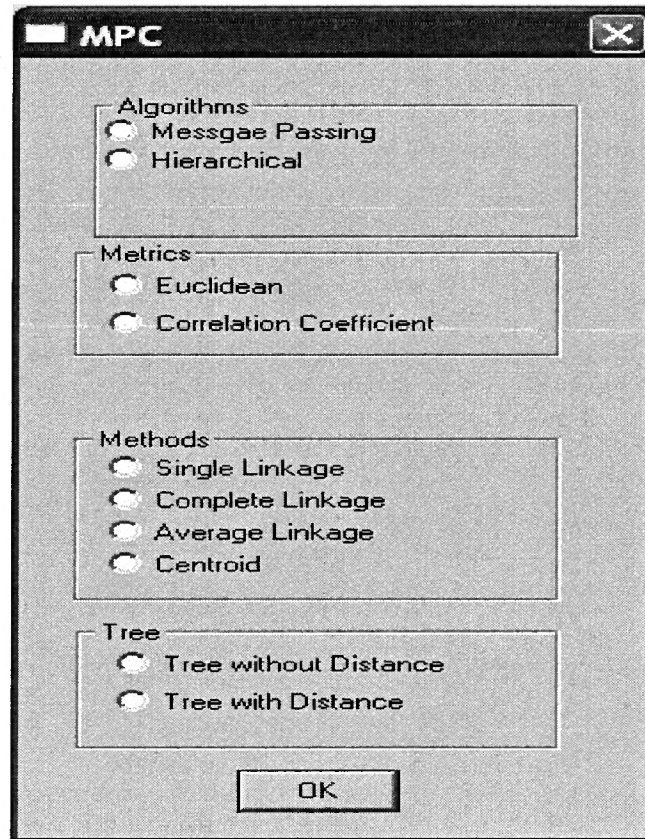 MPC
Algorithms
Messgae Passing
Hierarchical
Metrics
Euclidean
Correlation Coefficient
Methods
Single Linkage
Complete Linkage
Average Linkage
Centroid
Tree
Tree without Distance
Tree with Distance
OK